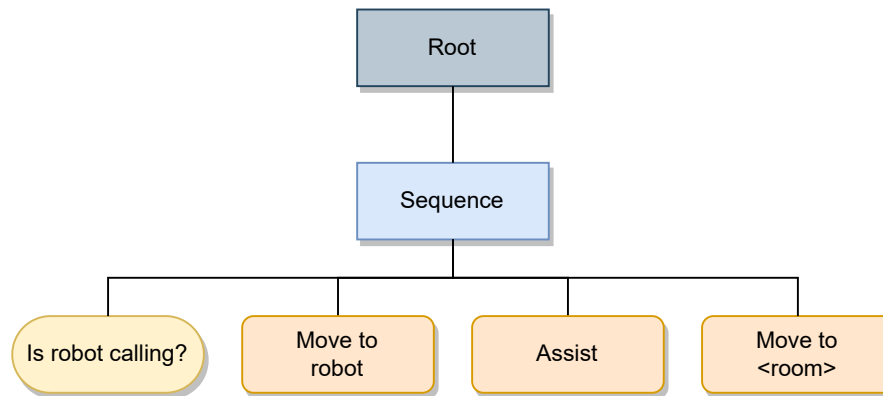 Root
Sequence
Is robot calling?
Move to
robot
Assist
Move to
<room>